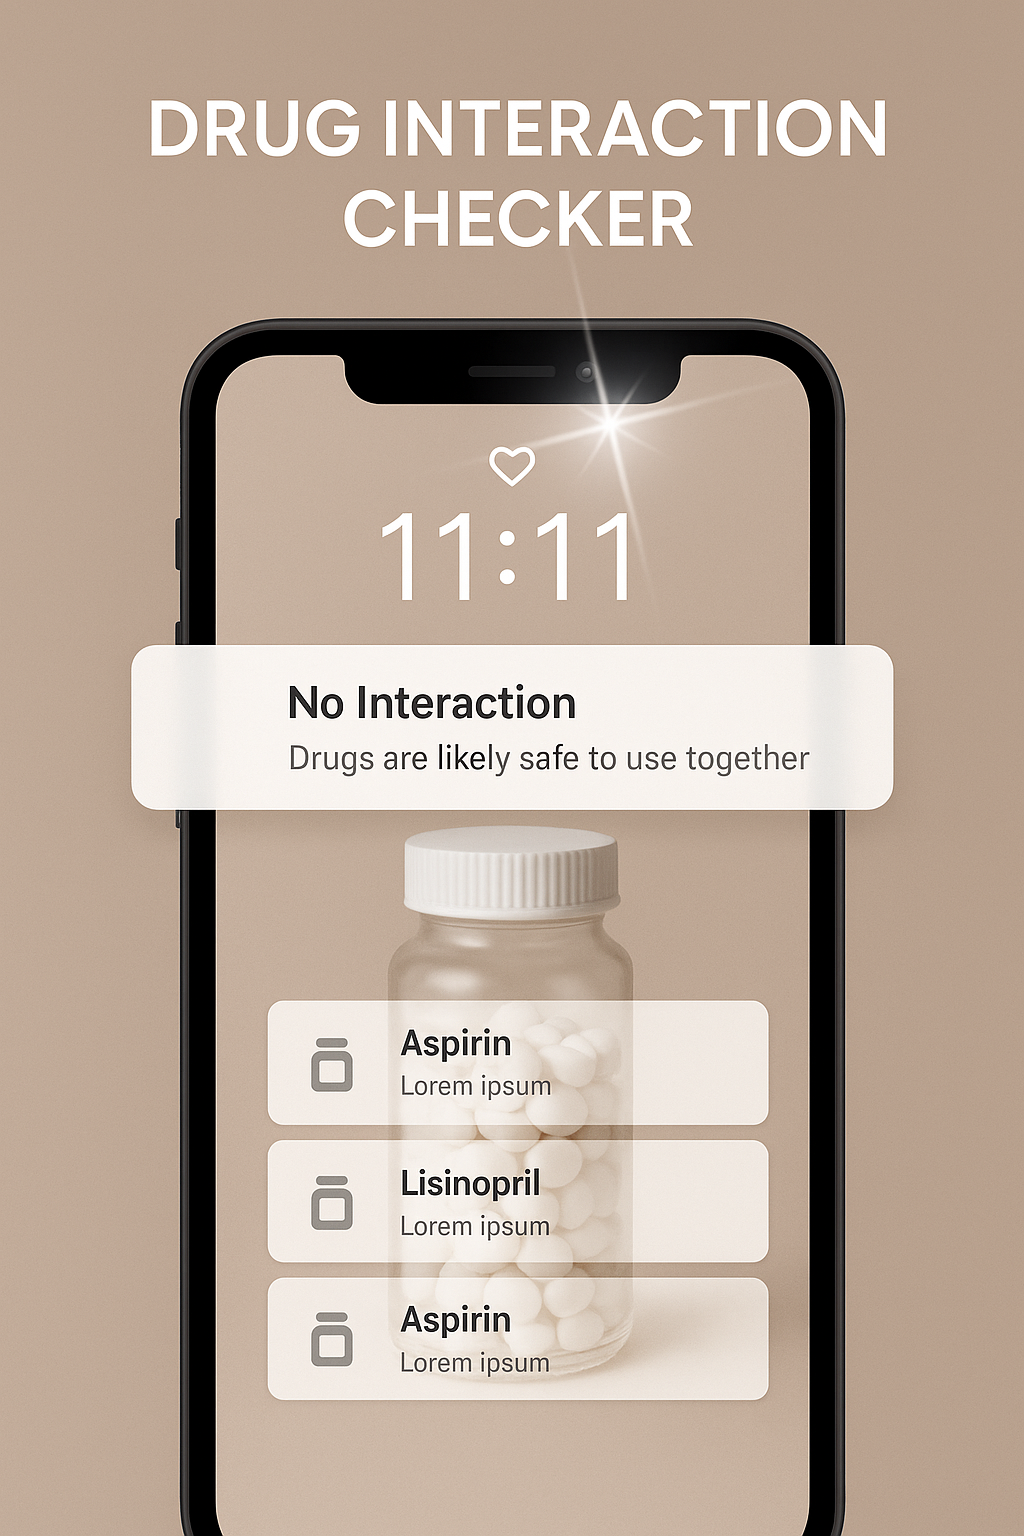 DRUG INTERACTION
CHECKER
11:11
No Interaction
Drugs are likely safe to use together
Aspirin
Lorem ipsum
Lisinopril
Lorem ipsum
Aspirin
Lorem ipsum